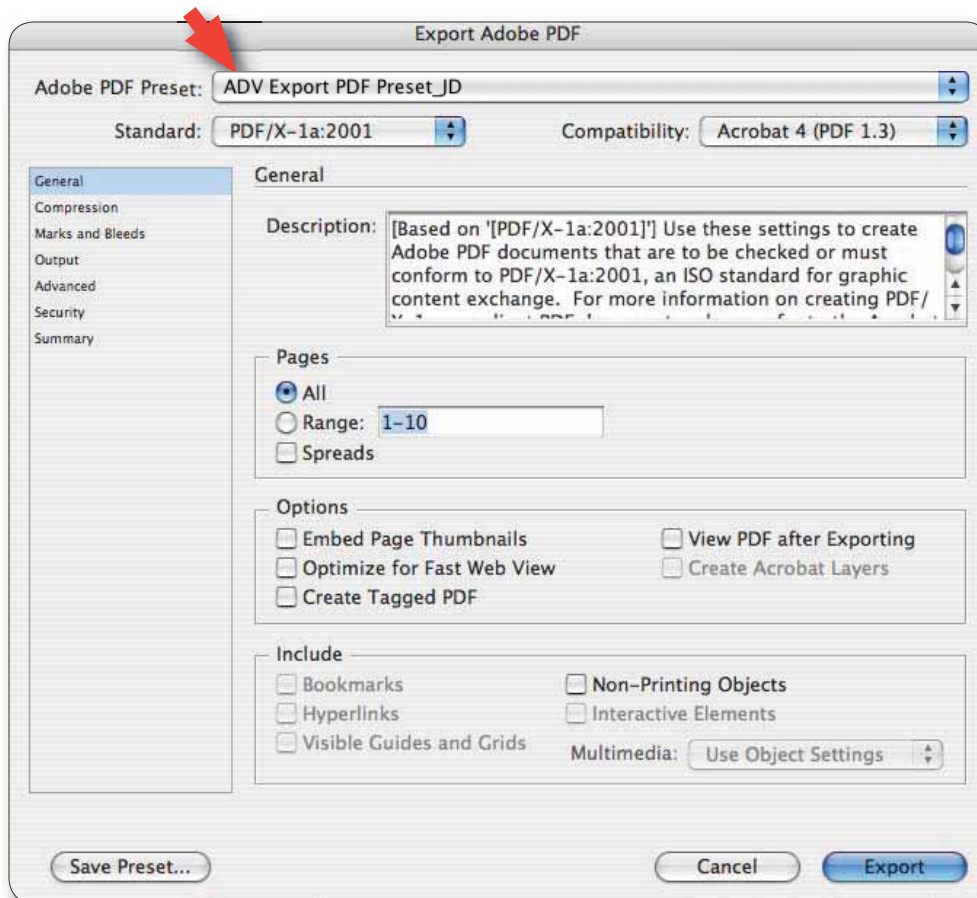 Export Adobe PDF
Adobe PDF Preset: ADV Export PDF Preset_JD
Standard: PDF/X-1a:2001 Compatibility: Acrobat 4 (PDF 1.3)
General
Compression
Marks and Bleeds
Output
Advanced
Security
Summary
General
Description: [Based on '[PDF/X-1a:2001]'] Use these settings to create
Adobe PDF documents that are to be checked or must
conform to PDF/X-1a:2001, an ISO standard for graphic
content exchange. For more information on creating PDF/
Pages
All
Range: 1-10
Spreads
Options
Embed Page Thumbnails View PDF after Exporting
Optimize for Fast Web View Create Acrobat Layers
Create Tagged PDF
Include
Bookmarks Non-Printing Objects
Hyperlinks Interactive Elements
Visible Guides and Grids Multimedia: Use Object Settings
Save Preset... Cancel Export